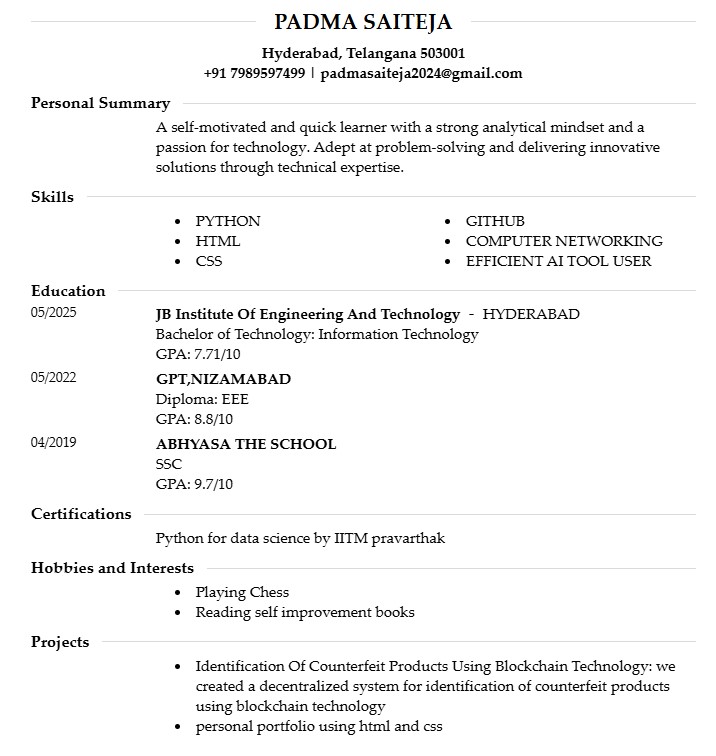 PADMA SAITEJA
Hyderabad, Telangana 503001
+91 7989597499 | padmasaiteja2024@gmail.com
Personal Summary
A self-motivated and quick learner with a strong analytical mindset and a
passion for technology. Adept at problem-solving and delivering innovative
solutions through technical expertise.
Skills
• PYTHON
• HTML
• CSS
• GITHUB
• COMPUTER NETWORKING
• EFFICIENT AI TOOL USER
Education
05/2025
JB Institute Of Engineering And Technology - HYDERABAD
Bachelor of Technology: Information Technology
GPA: 7.71/10
05/2022
GPT,NIZAMABAD
Diploma: EEE
GPA: 8.8/10
04/2019
ABHYASA THE SCHOOL
SSC
GPA: 9.7/10
Certifications
Python for data science by IITM pravarthak
Hobbies and Interests
• Playing Chess
• Reading self improvement books
Projects
• Identification Of Counterfeit Products Using Blockchain Technology: we
created a decentralized system for identification of counterfeit products
using blockchain technology
• personal portfolio using html and css